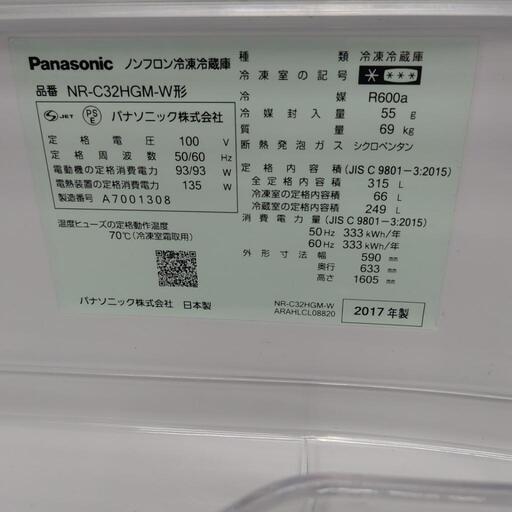 Panasonic ノンフロン冷凍冷蔵庫
品番 NR-C32HGM-W形
S JET PSE パナソニック株式会社
定格電圧 100 V
定格周波数 50/60 Hz
電動機の定格消費電力 93/93 W
電熱装置の定格消費電力 135 W
製造番号 A7001308
温度ヒューズの定格動作温度
70℃(冷凍室霜取用)
パナソニック株式会社 日本製
種類 冷凍冷蔵庫
冷凍室の記号 * ***
冷媒 R600a
冷媒封入量 55 g
質量 69 kg
断熱発泡ガス シクロペンタン
定格内容積 (JIS C 9801-3:2015)
全定格内容積 315 L
冷凍室の定格内容積 66 L
冷蔵室の定格内容積 249 L
消費電力量 (JIS C 9801-3:2015)
50 Hz 333 kWh/年
60 Hz 333 kWh/年
外形寸法 幅 590 mm
奥行 633 mm
高さ 1605 mm
NR-C32HGM-W
ARAHLCL08820
2017年製